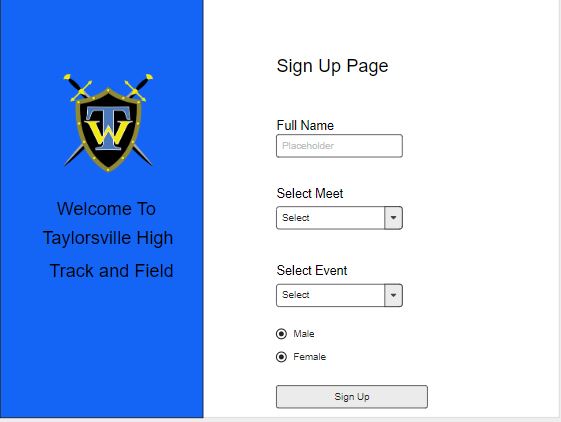 TW
Welcome To
Taylorsville High
Track and Field
Sign Up Page
Full Name
Placeholder
Select Meet
Select
Select Event
Select
Male
Female
Sign Up